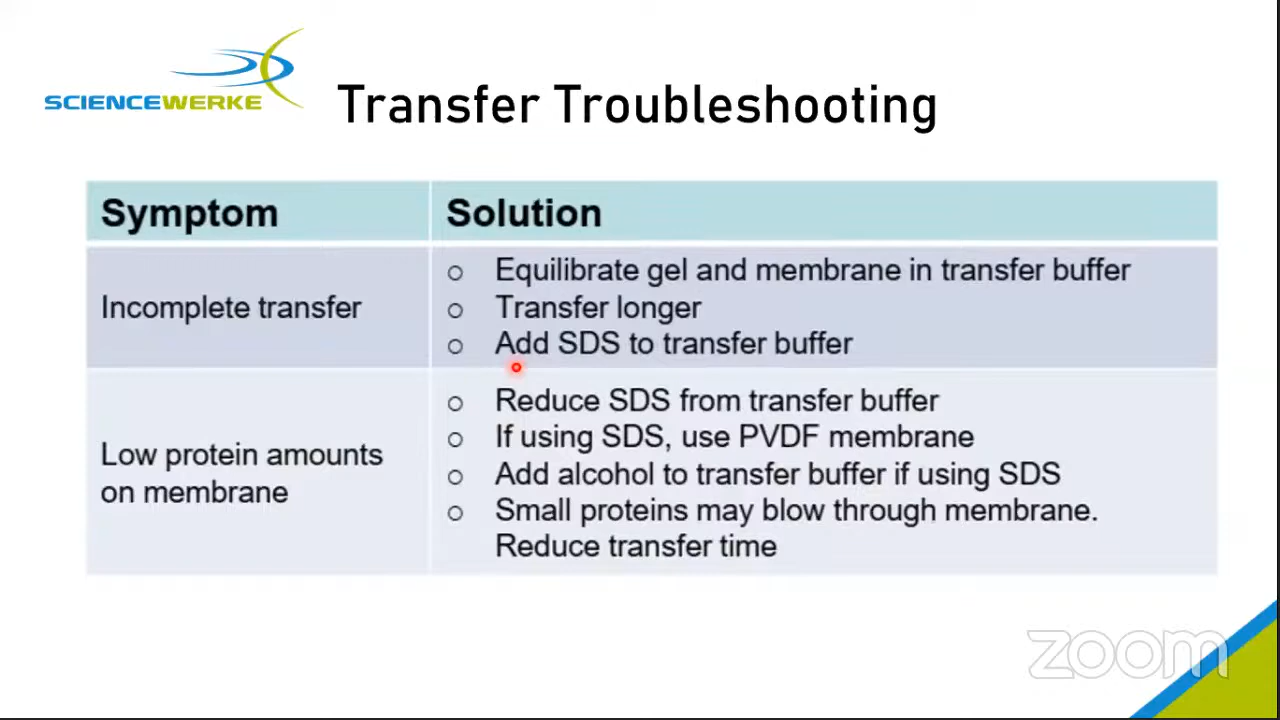 SCIENCEWERKE
Transfer Troubleshooting
Symptom
Solution
Incomplete transfer
o Equilibrate gel and membrane in transfer buffer
o Transfer longer
o Add SDS to transfer buffer
Low protein amounts
on membrane
o Reduce SDS from transfer buffer
o If using SDS, use PVDF membrane
o Add alcohol to transfer buffer if using SDS
o Small proteins may blow through membrane.
Reduce transfer time
zoom